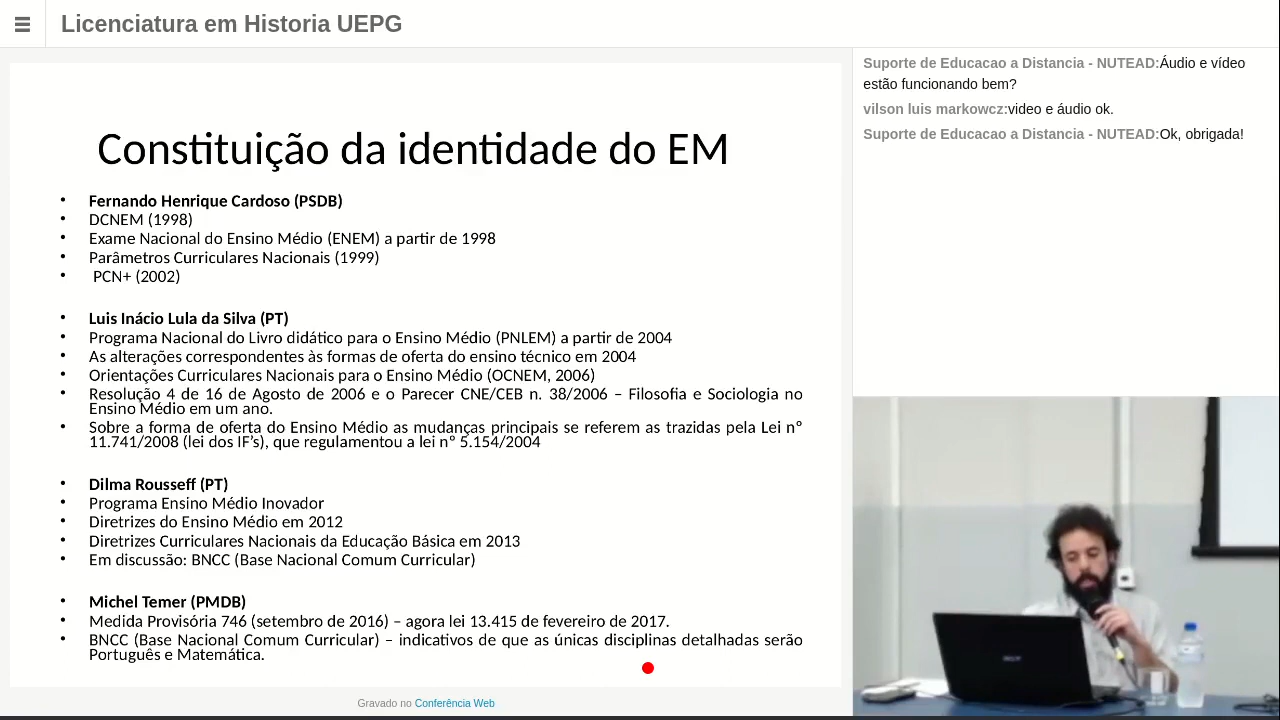 Licenciatura em Historia UEPG
Constituição da identidade do EM
• Fernando Henrique Cardoso (PSDB)
• DCNEM (1998)
• Exame Nacional do Ensino Médio (ENEM) a partir de 1998
• Parâmetros Curriculares Nacionais (1999)
• PCN+ (2002)
• Luis Inácio Lula da Silva (PT)
• Programa Nacional do Livro didático para o Ensino Médio (PNLEM) a partir de 2004
• As alterações correspondentes às formas de oferta do ensino técnico em 2004
• Orientações Curriculares Nacionais para o Ensino Médio (OCNEM, 2006)
• Resolução 4 de 16 de Agosto de 2006 e o Parecer CNE/CEB n. 38/2006 – Filosofia e Sociologia no
Ensino Médio em um ano.
• Sobre a forma de oferta do Ensino Médio as mudanças principais se referem as trazidas pela Lei nº
11.741/2008 (lei dos IF's), que regulamentou a lei nº 5.154/2004
• Dilma Rousseff (PT)
• Programa Ensino Médio Inovador
• Diretrizes do Ensino Médio em 2012
• Diretrizes Curriculares Nacionais da Educação Básica em 2013
• Em discussão: BNCC (Base Nacional Comum Curricular)
• Michel Temer (PMDB)
• Medida Provisória 746 (setembro de 2016) – agora lei 13.415 de fevereiro de 2017.
• BNCC (Base Nacional Comum Curricular) – indicativos de que as únicas disciplinas detalhadas serão
Português e Matemática.
Gravado no Conferência Web
Suporte de Educacao a Distancia - NUTEAD:Áudio e vídeo
estão funcionando bem?
vilson luis markowcz:video e áudio ok.
Suporte de Educacao a Distancia - NUTEAD:Ok, obrigada!